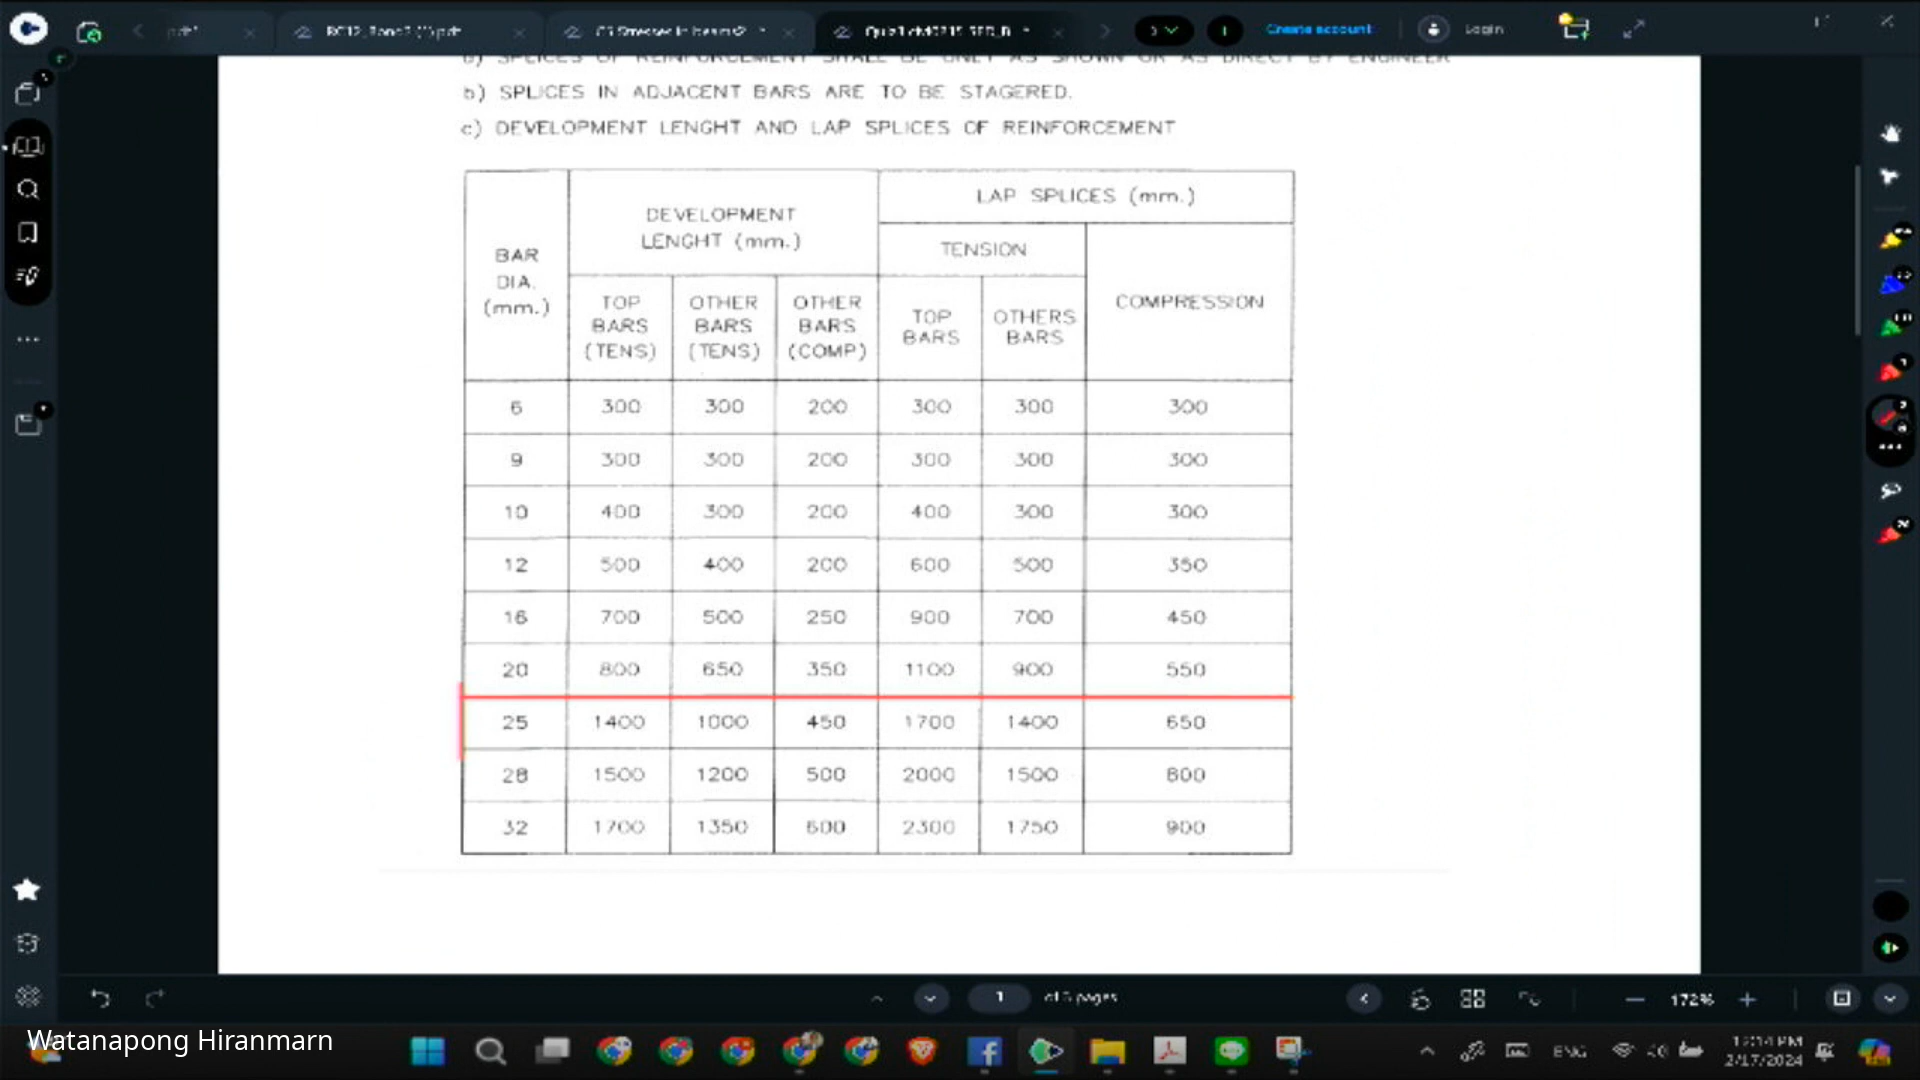 b) SPLICES IN ADJACENT BARS ARE TO BE STAGERED.
c) DEVELOPMENT LENGHT AND LAP SPLICES OF REINFORCEMENT
BAR DIA. (mm.)
DEVELOPMENT LENGHT (mm.)
LAP SPLICES (mm.)
TENSION
COMPRESSION
TOP BARS (TENS)
OTHER BARS (TENS)
OTHER BARS (COMP)
TOP BARS
OTHERS BARS
6 300 300 200 300 300 300
9 300 300 200 300 300 300
10 400 300 200 400 300 300
12 500 400 200 600 500 350
16 700 500 250 900 700 450
20 800 650 350 1100 900 550
25 1400 1000 450 1700 1400 650
28 1500 1200 500 2000 1500 800
32 1700 1350 600 2300 1750 900
Create account
Login
1
pages
172%
Watanapong Hiranmarn
ENG
PM
2/17/2024